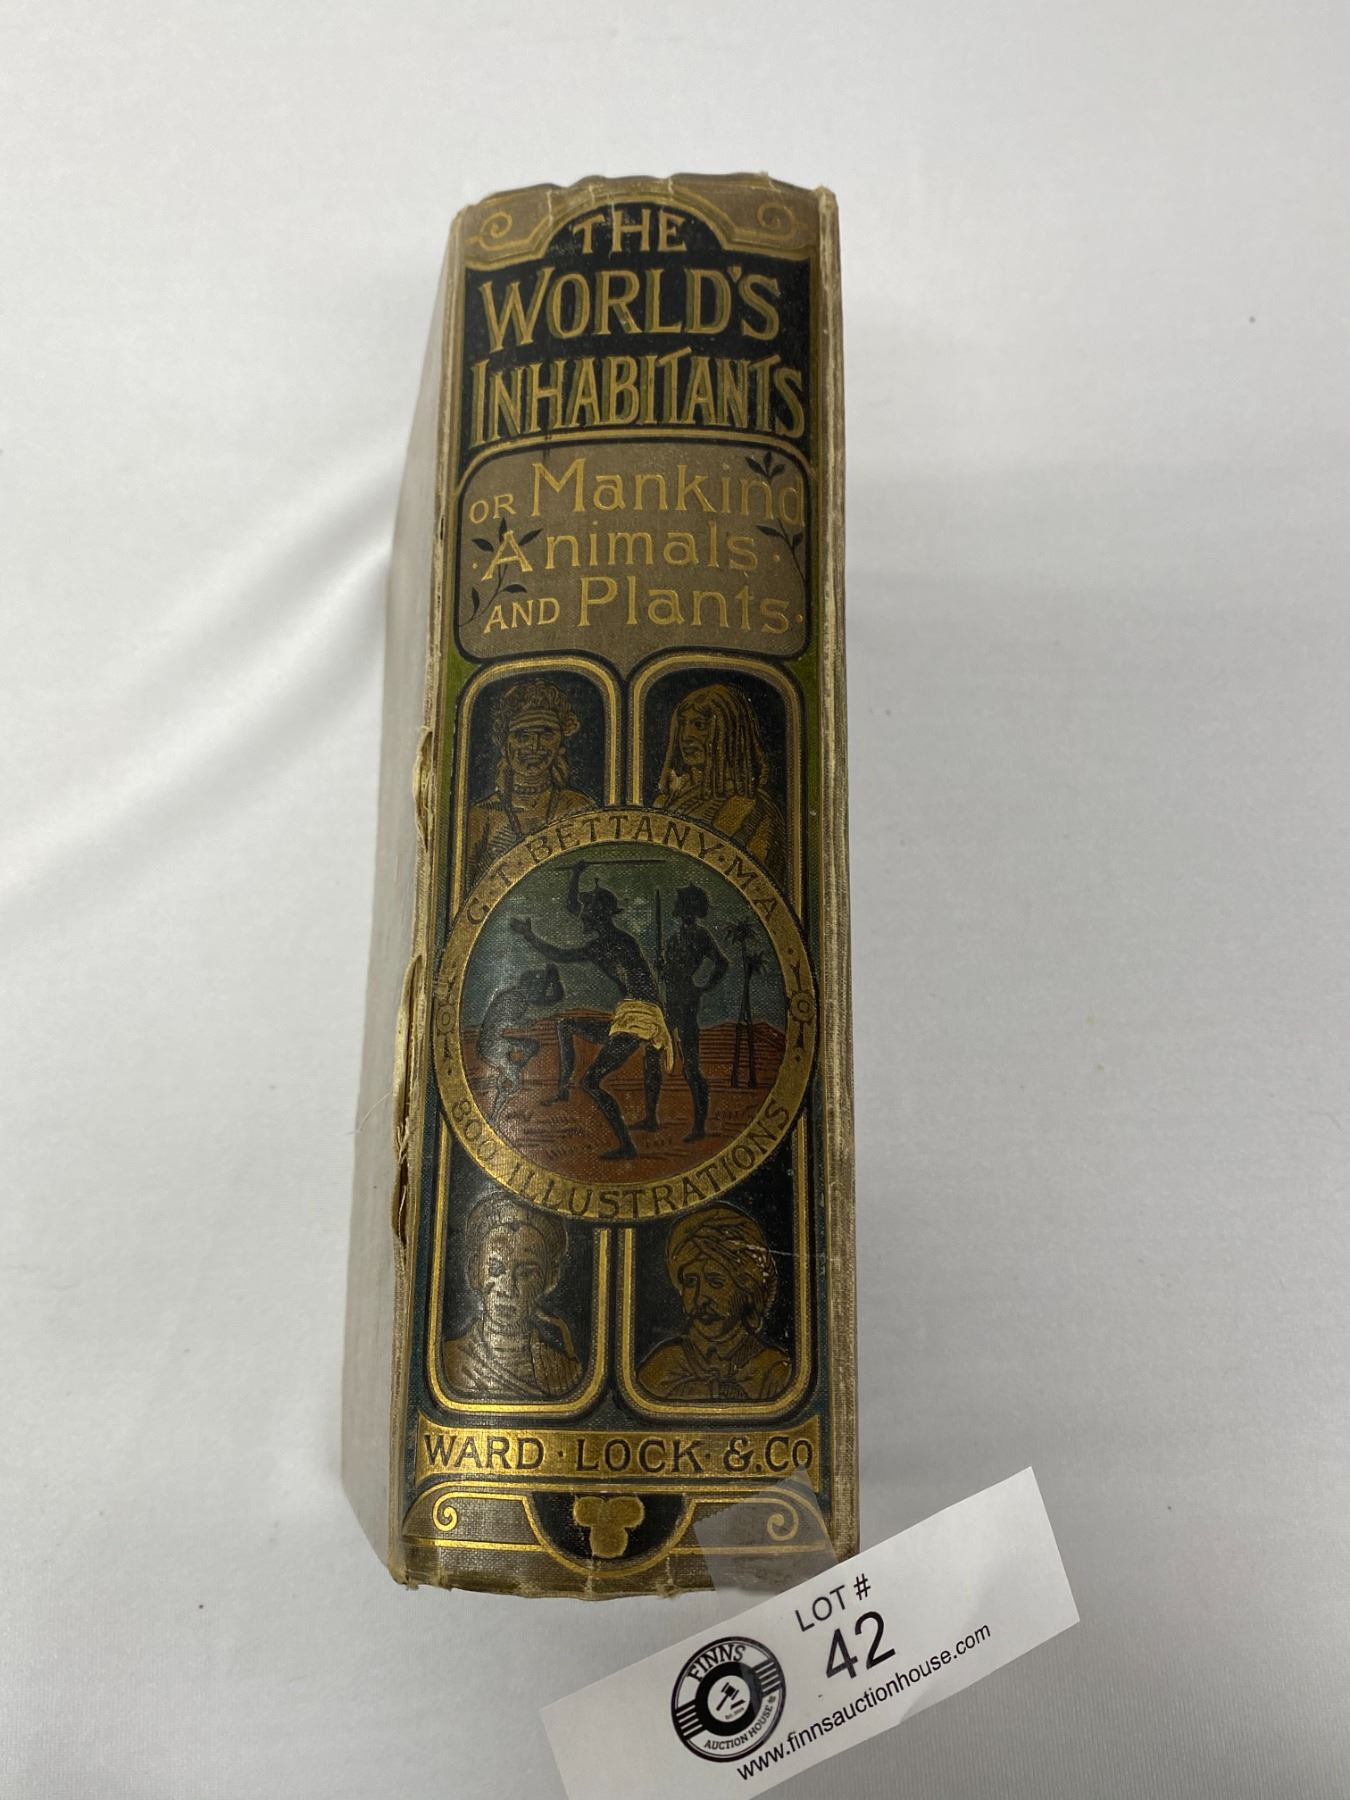 THE
WORLD'S
INHABITANTS
OR Mankind
·Animals·
AND Plants·
G·T·BETTANY·M·A·
800 ILLUSTRATIONS
WARD·LOCK·&.Co
LOT #
42
FINNS
AUCTION HOUSE
www.finnsauctionhouse.com